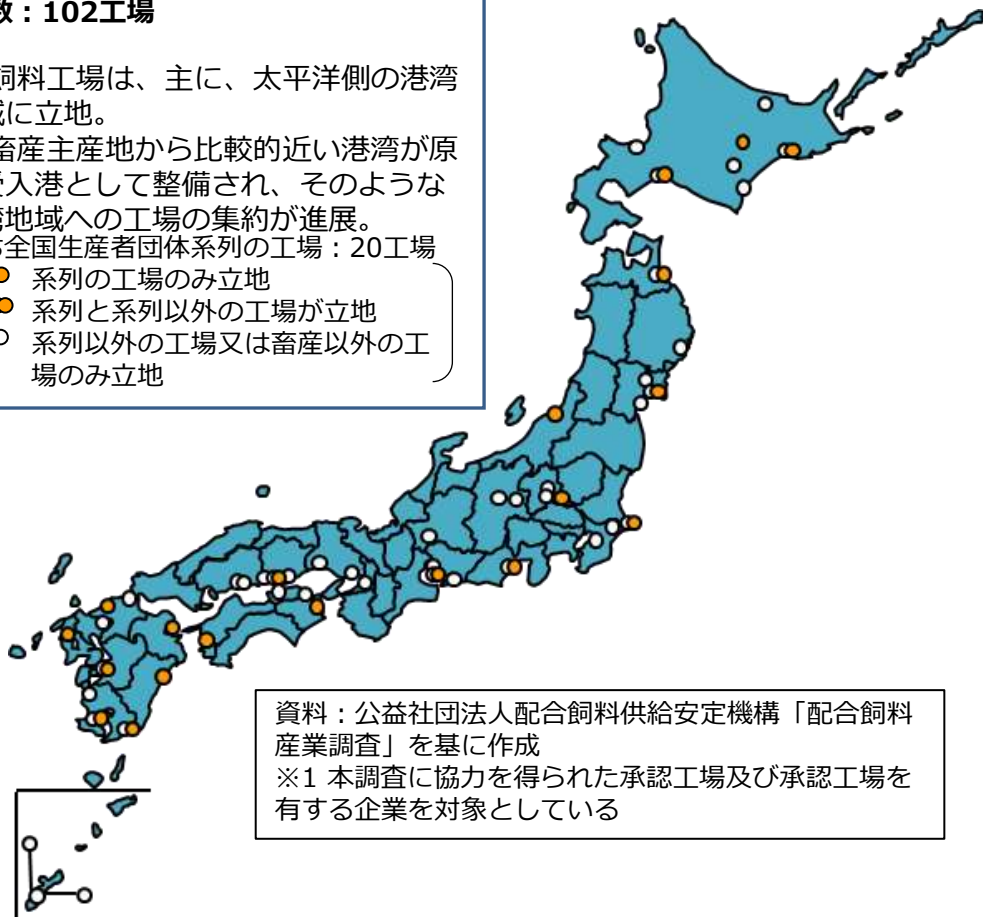 数：102工場
飼料工場は、主に、太平洋側の港湾
域に立地。
畜産主産地から比較的近い港湾が原
受入港として整備され、そのような
湾地域への工場の集約が進展。
ち全国生産者団体系列の工場：20工場
系列の工場のみ立地
系列と系列以外の工場が立地
系列以外の工場又は畜産以外の工
場のみ立地
資料：公益社団法人配合飼料供給安定機構「配合飼料
産業調査」を基に作成
※1 本調査に協力を得られた承認工場及び承認工場を
有する企業を対象としている